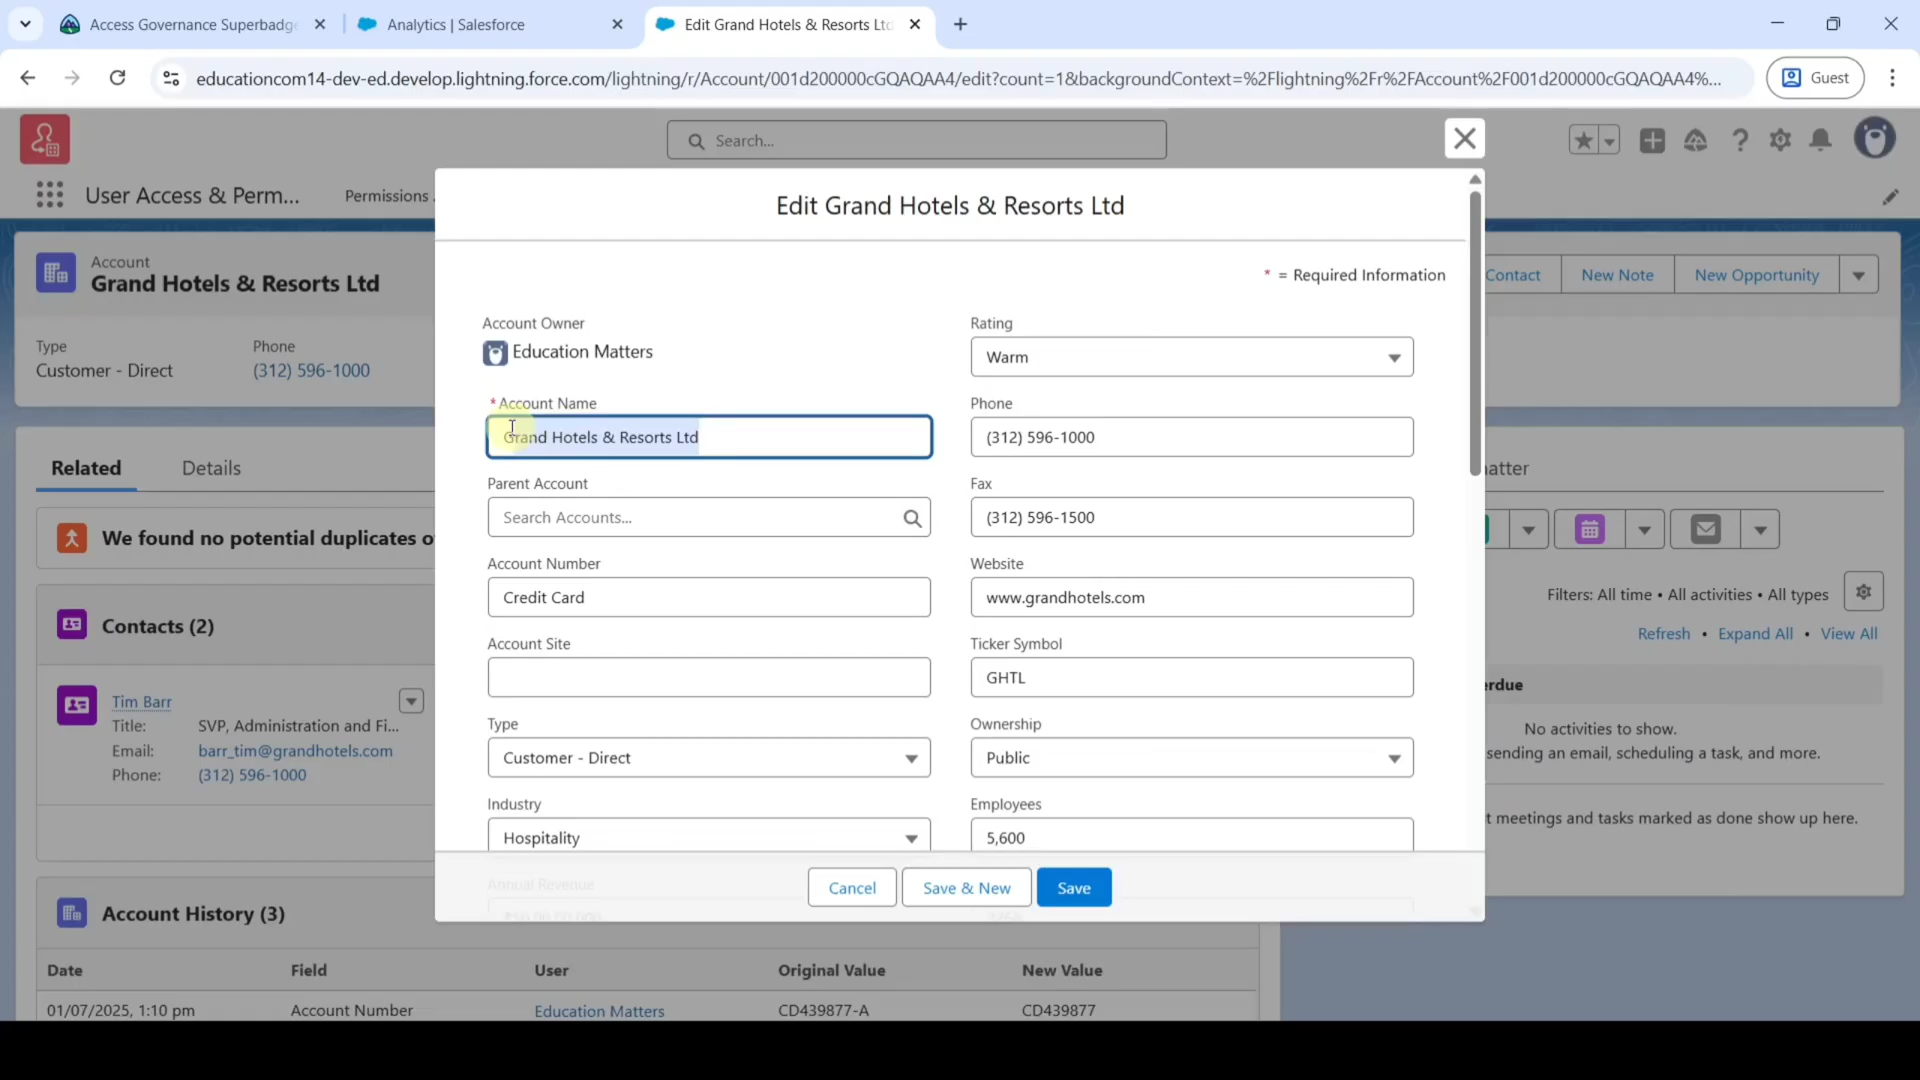 Access Governance Superbadge
Analytics | Salesforce
Edit Grand Hotels & Resorts Ltd
educationcom14-dev-ed.develop.lightning.force.com/lightning/r/Account/001d200000cGQAQAA4/edit?count=1&backgroundContext=%2Flightning%2Fr%2FAccount%2F001d200000cGQAQAA4%...
Guest
Search...
User Access & Perm...
Permissions
Edit Grand Hotels & Resorts Ltd
* = Required Information
Account
Grand Hotels & Resorts Ltd
Contact
New Note
New Opportunity
Type
Customer - Direct
Phone
(312) 596-1000
Account Owner
Education Matters
Rating
Warm
*Account Name
Grand Hotels & Resorts Ltd
Phone
(312) 596-1000
Parent Account
Search Accounts...
Fax
(312) 596-1500
Account Number
Credit Card
Website
www.grandhotels.com
Account Site
Ticker Symbol
GHTL
Type
Customer - Direct
Ownership
Public
Industry
Hospitality
Employees
5,600
Annual Revenue
Cancel
Save & New
Save
Related
Details
We found no potential duplicates o
Contacts (2)
Tim Barr
Title: SVP, Administration and Fi...
Email: barr_tim@grandhotels.com
Phone: (312) 596-1000
Account History (3)
Date Field User Original Value New Value
01/07/2025, 1:10 pm Account Number Education Matters CD439877-A CD439877
atter
Filters: All time • All activities • All types
Refresh • Expand All • View All
erdue
No activities to show.
sending an email, scheduling a task, and more.
t meetings and tasks marked as done show up here.